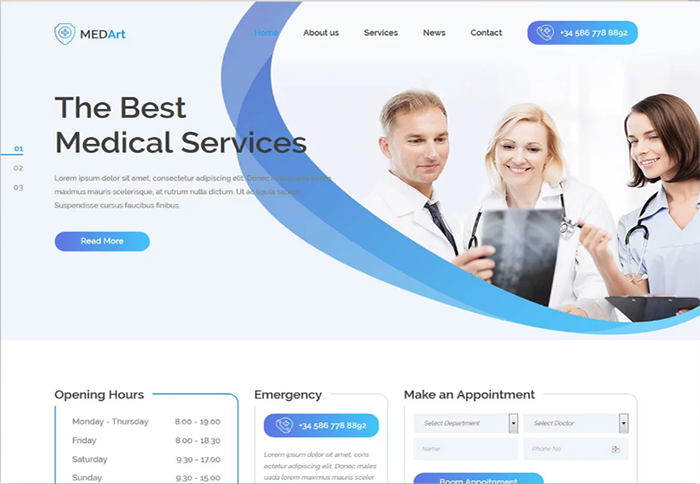 MEDArt
Home About us Services News Contact +34 586 778 8892
The Best
Medical Services
01
02
03
Lorem ipsum dolor sit amet, consectetur adipiscing elit. Donec
maximus mauris scelerisque, at rutrum nulla dictum. Ut ac ligula sapien.
Suspendisse cursus faucibus finibus.
Read More
Opening Hours
Monday - Thursday 8.00 - 19.00
Friday 8.00 - 18.30
Saturday 9.30 - 17.00
Sunday 9.30 - 15.00
Emergency
+34 586 778 8892
Lorem ipsum dolor sit amet, cons
ectetur adipiscing elit. Donec males
uada lorem maximus mauris sceleris
Make an Appointment
Select Department Select Doctor
Name Phone No.
Boom Appoitment